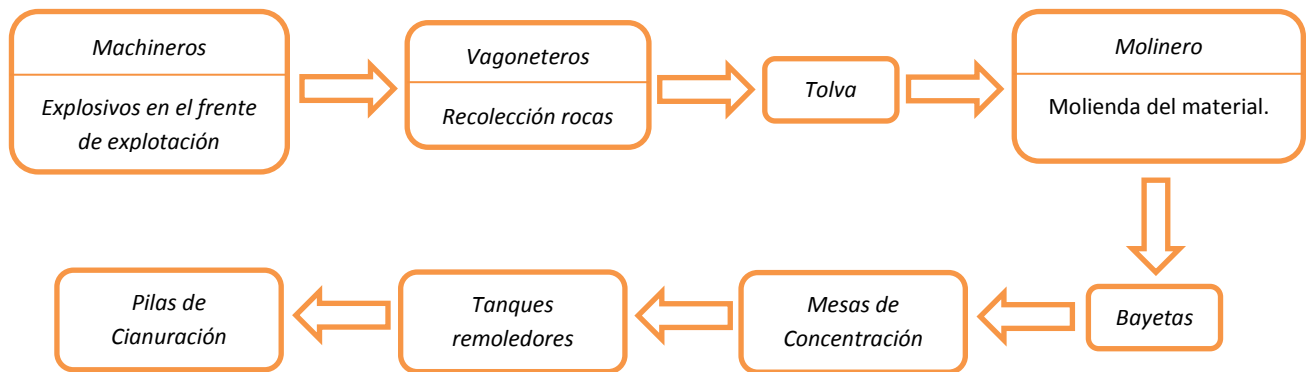 Machineros
Explosivos en el frente
de explotación
Vagoneteros
Recolección rocas
Tolva
Molinero
Molienda del material.
Bayetas
Mesas de
Concentración
Tanques
remoledores
Pilas de
Cianuración